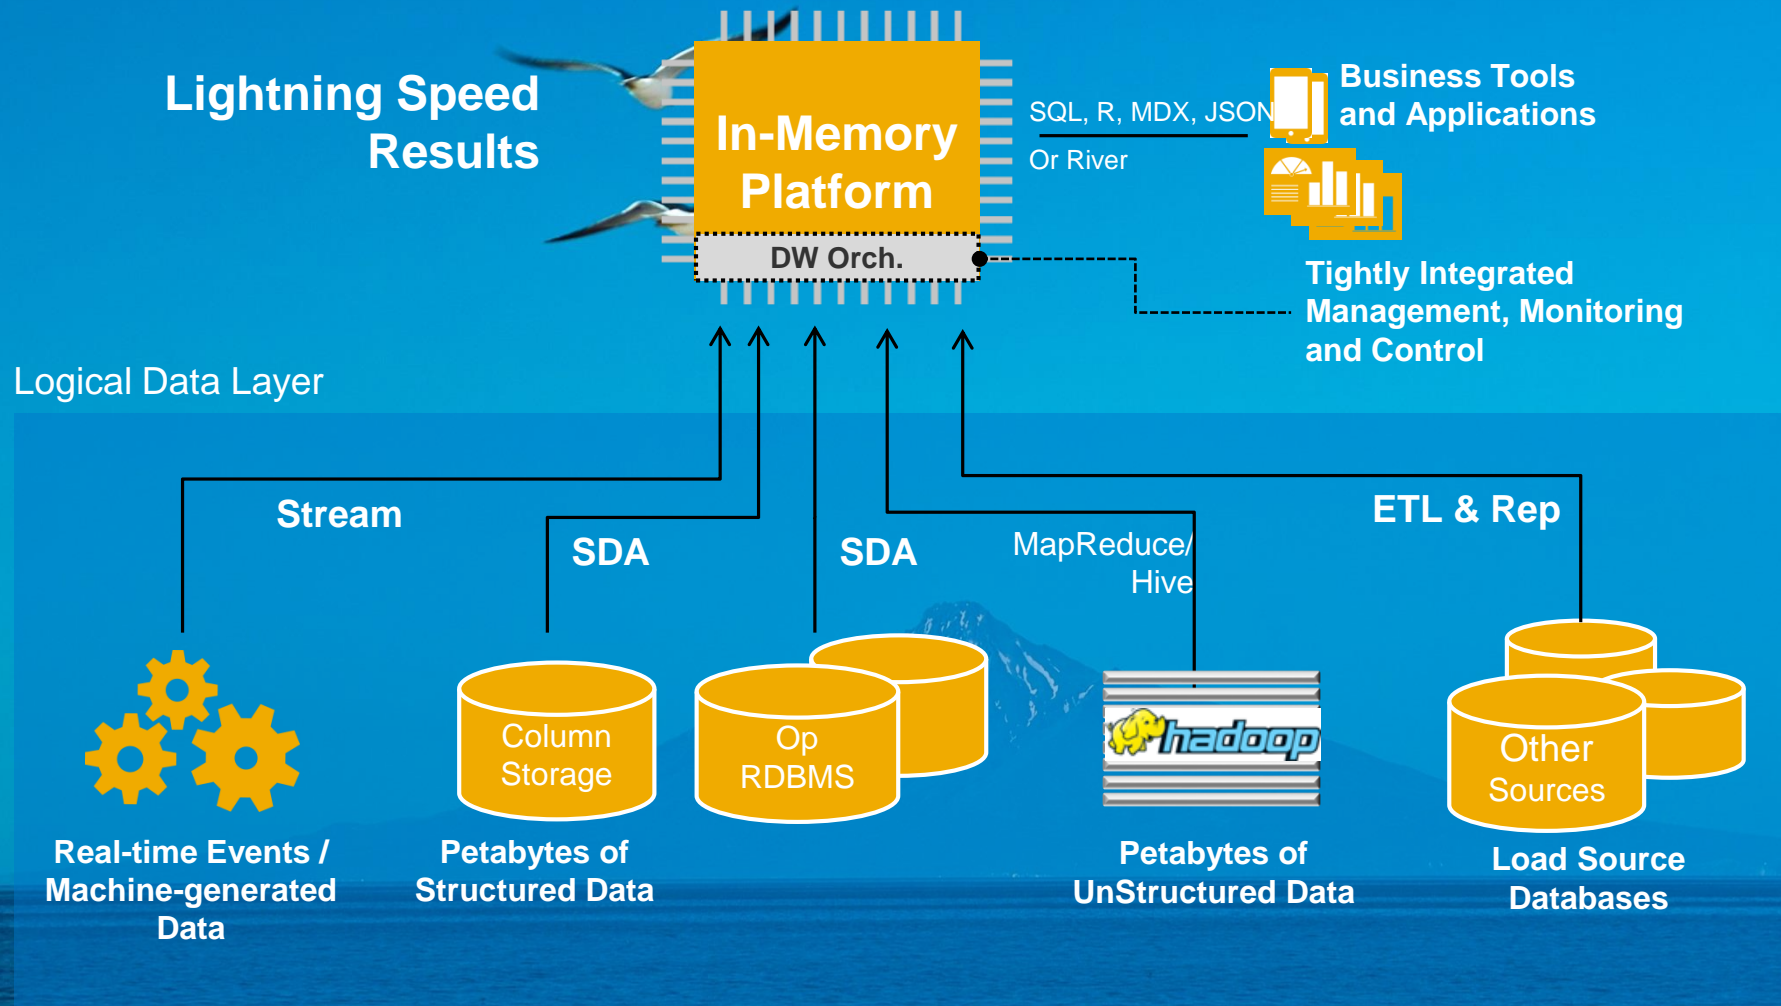 Lightning Speed
Results
In-Memory
Platform
DW Orch.
SQL, R, MDX, JSON
Or River
Business Tools
and Applications
Tightly Integrated
Management, Monitoring
and Control
Logical Data Layer
Stream
SDA
SDA
MapReduce/
Hive
ETL & Rep
Column
Storage
Op
RDBMS
hadoop
Other
Sources
Real-time Events /
Machine-generated
Data
Petabytes of
Structured Data
Petabytes of
UnStructured Data
Load Source
Databases